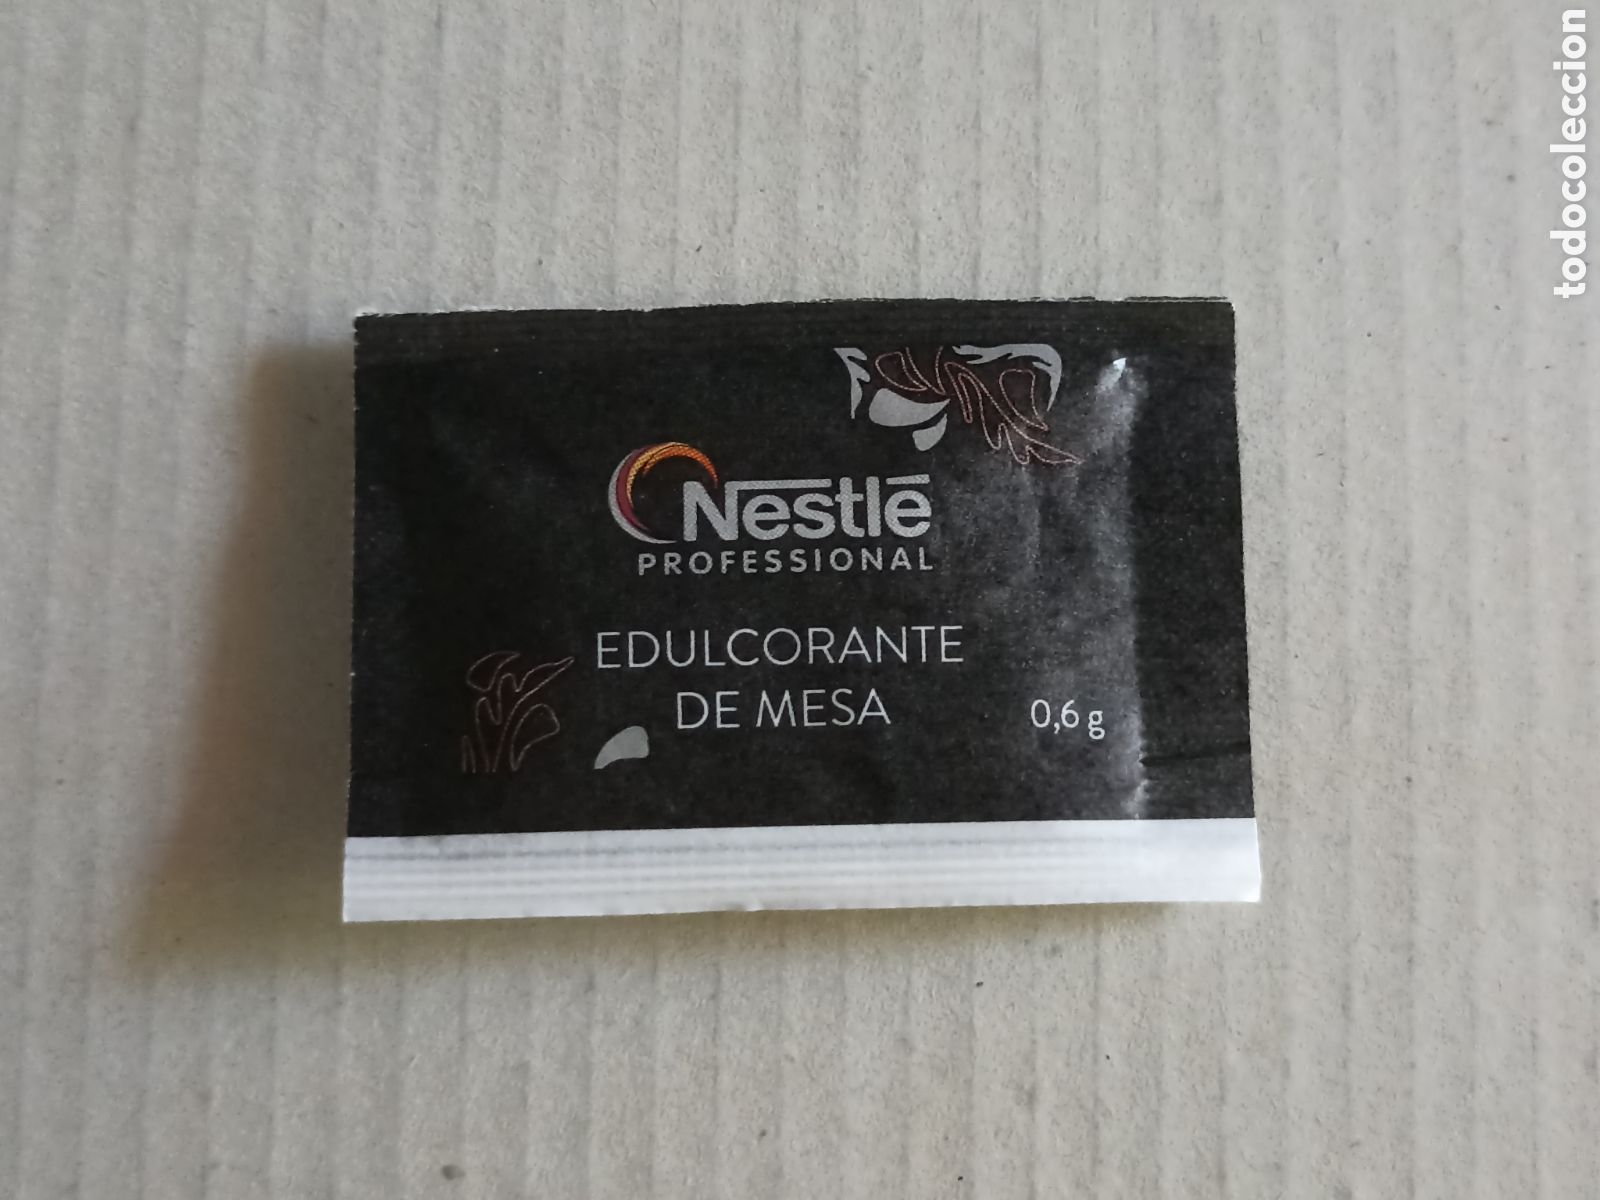 todocoleccion
Nestlé
PROFESSIONAL
EDULCORANTE
DE MESA
0,6 g